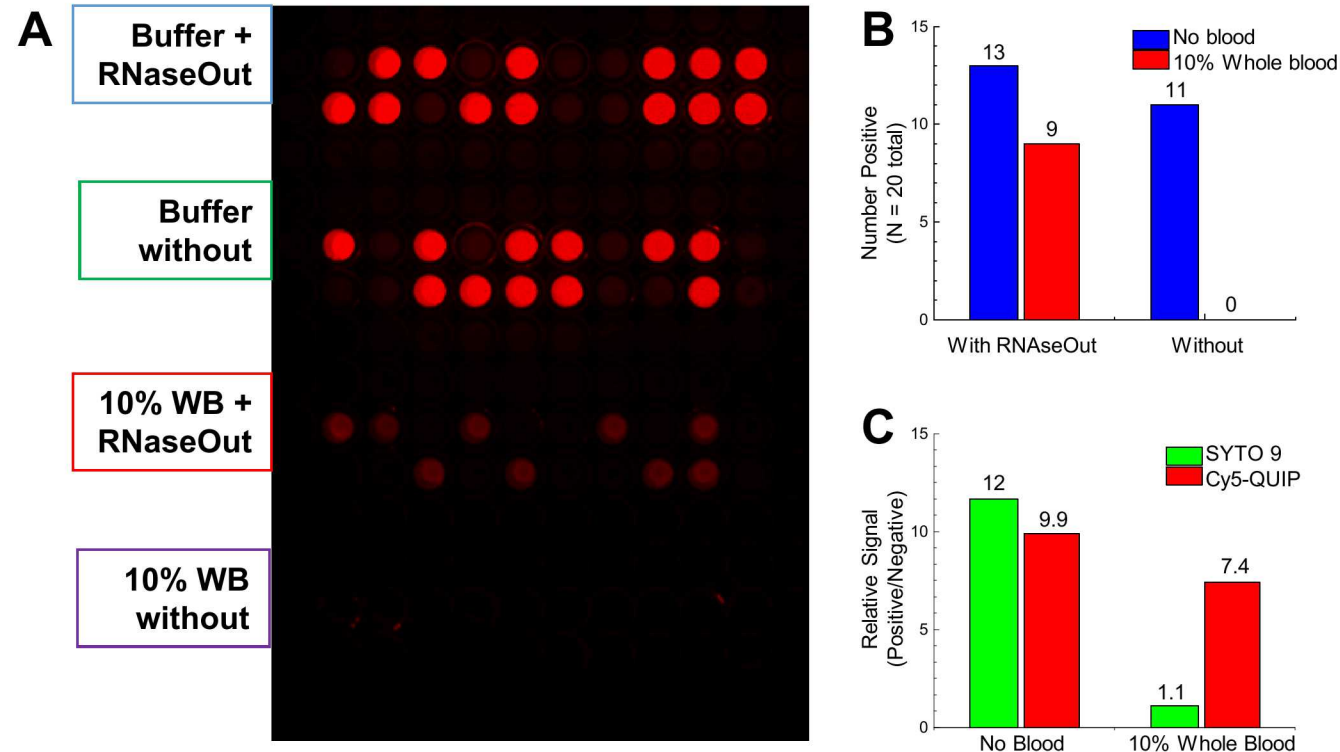 A
Buffer +
RNaseOut
Buffer
without
10% WB +
RNaseOut
10% WB
without
B
15
10
5
0
Number Positive
(N = 20 total)
No blood
10% Whole blood
13
9
11
0
With RNAseOut
Without
C
15
10
5
0
Relative Signal
(Positive/Negative)
SYTO 9
Cy5-QUIP
12
9.9
1.1
7.4
No Blood
10% Whole Blood